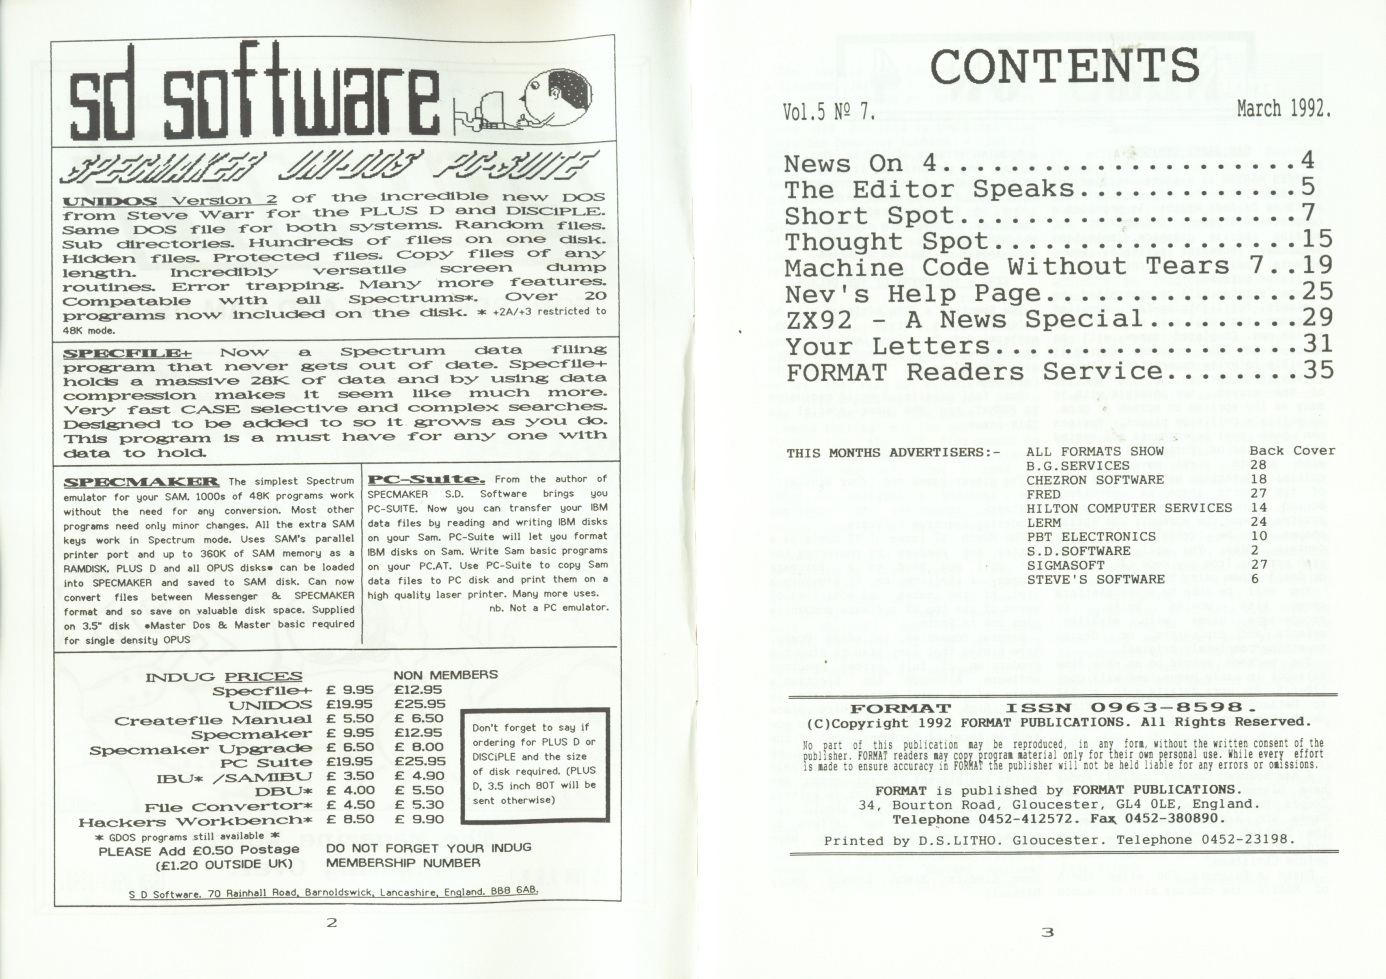 sd software
SPECMAKER UNI-DOS PC-SUITE
UNIDOS Version 2 of the incredible new DOS
from Steve Warr for the PLUS D and DISCiPLE.
Same DOS file for both systems. Random files.
Sub directories. Hundreds of files on one disk.
Hidden files. Protected files. Copy files of any
length. Incredibly versatile screen dump
routines. Error trapping. Many more features.
Compatable with all Spectrums*. Over 20
programs now included on the disk. * +2A/+3 restricted to
48K mode.
SPECFILE+ Now a Spectrum data filing
program that never gets out of date. Specfile+
holds a massive 28K of data and by using data
compression makes it seem like much more.
Very fast CASE selective and complex searches.
Designed to be added to so it grows as you do.
This program is a must have for any one with
data to hold.
SPECMAKER The simplest Spectrum
emulator for your SAM. 1000s of 48K programs work
without the need for any conversion. Most other
programs need only minor changes. All the extra SAM
keys work in Spectrum mode. Uses SAM's parallel
printer port and up to 360K of SAM memory as a
RAMDISK. PLUS D and all OPUS disks* can be loaded
into SPECMAKER and saved to SAM disk. Can now
convert files between Messenger & SPECMAKER
format and so save on valuable disk space. Supplied
on 3.5" disk *Master Dos & Master basic required
for single density OPUS
PC-Suite. From the author of
SPECMAKER S.D. Software brings you
PC-SUITE. Now you can transfer your IBM
data files by reading and writing IBM disks
on your Sam. PC-Suite will let you format
IBM disks on Sam. Write Sam basic programs
on your PC.AT. Use PC-Suite to copy Sam
data files to PC disk and print them on a
high quality laser printer. Many more uses.
nb. Not a PC emulator.
INDUG PRICES NON MEMBERS
Specfile+ £ 9.95 £12.95
UNIDOS £19.95 £25.95
Createfile Manual £ 5.50 £ 6.50
Specmaker £ 9.95 £12.95
Specmaker Upgrade £ 6.50 £ 8.00
PC Suite £19.95 £25.95
IBU* /SAMIBU £ 3.50 £ 4.90
DBU* £ 4.00 £ 5.50
File Convertor* £ 4.50 £ 5.30
Hackers Workbench* £ 8.50 £ 9.90
* GDOS programs still available *
PLEASE Add £0.50 Postage
(£1.20 OUTSIDE UK)
DO NOT FORGET YOUR INDUG
MEMBERSHIP NUMBER
Don't forget to say if
ordering for PLUS D or
DISCiPLE and the size
of disk required. (PLUS
D, 3.5 inch 80T will be
sent otherwise)
S D Software. 70 Rainhall Road, Barnoldswick, Lancashire, England. BB8 6AB.
2
CONTENTS
Vol.5 Nº 7. March 1992.
News On 4......................4
The Editor Speaks.............5
Short Spot.....................7
Thought Spot..................15
Machine Code Without Tears 7..19
Nev's Help Page...............25
ZX92 - A News Special.........29
Your Letters..................31
FORMAT Readers Service........35
THIS MONTHS ADVERTISERS:- ALL FORMATS SHOW Back Cover
B.G.SERVICES 28
CHEZRON SOFTWARE 18
FRED 27
HILTON COMPUTER SERVICES 14
LERM 24
PBT ELECTRONICS 10
S.D.SOFTWARE 2
SIGMASOFT 27
STEVE'S SOFTWARE 6
FORMAT ISSN 0963-8598.
(C)Copyright 1992 FORMAT PUBLICATIONS. All Rights Reserved.
No part of this publication may be reproduced, in any form, without the written consent of the
publisher. FORMAT readers may copy program material only for their own personal use. While every effort
is made to ensure accuracy in FORMAT the publisher will not be held liable for any errors or omissions.
FORMAT is published by FORMAT PUBLICATIONS.
34, Bourton Road, Gloucester, GL4 0LE, England.
Telephone 0452-412572. Fax 0452-380890.
Printed by D.S.LITHO. Gloucester. Telephone 0452-23198.
3